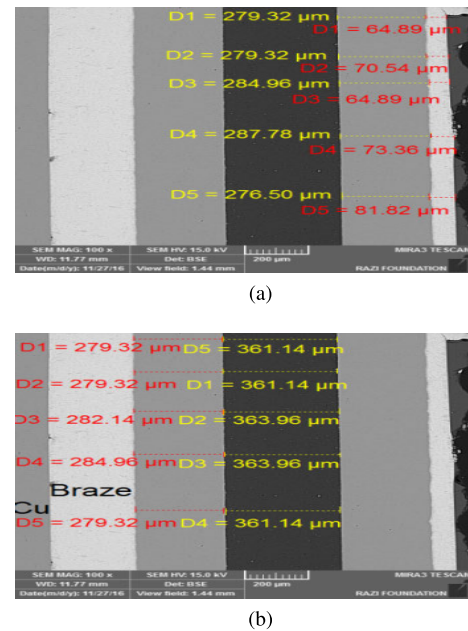 D1 = 279.32 µm
D1 = 64.89 µm
D2 = 279.32 µm
D2 = 70.54 µm
D3 = 284.96 µm
D3 = 64.89 µm
D4 = 287.78 µm
D4 = 73.36 µm
D5 = 276.50 µm
D5 = 81.82 µm
SEM MAG: 100 x SEM HV: 15.0 kV MIRA3 TESCAN
WD: 11.77 mm Det: BSE 200 µm
Date(m/d/y): 11/27/16 View field: 1.44 mm RAZI FOUNDATION
(a)
D1 = 279.32 µm D5 = 361.14 µm
D2 = 279.32 µm D1 = 361.14 µm
D3 = 282.14 µm D2 = 363.96 µm
D4 = 284.96 µm D3 = 363.96 µm
Braze
Cu
D5 = 279.32 µm D4 = 361.14 µm
SEM MAG: 100 x SEM HV: 15.0 kV MIRA3 TESCAN
WD: 11.77 mm Det: BSE 200 µm
Date(m/d/y): 11/27/16 View field: 1.44 mm RAZI FOUNDATION
(b)